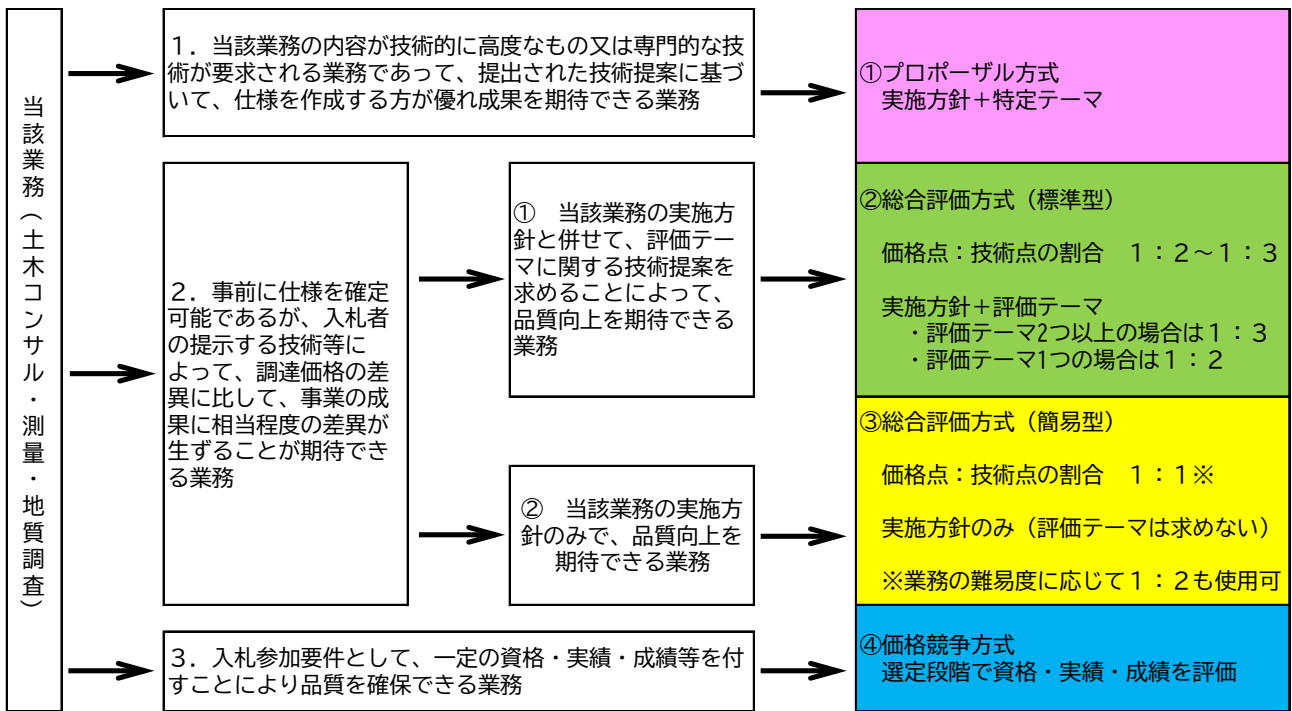 当該業務（土木コンサル・測量・地質調査）
１．当該業務の内容が技術的に高度なもの又は専門的な技
術が要求される業務であって、提出された技術提案に基づ
いて、仕様を作成する方が優れ成果を期待できる業務
①プロポーザル方式
実施方針＋特定テーマ
２．事前に仕様を確定
可能であるが、入札者
の提示する技術等に
よって、調達価格の差
異に比して、事業の成
果に相当程度の差異が
生ずることが期待でき
る業務
①　当該業務の実施方
針と併せて、評価テー
マに関する技術提案を
求めることによって、
品質向上を期待できる
業務
②総合評価方式（標準型）
価格点：技術点の割合　１：２～１：３
実施方針＋評価テーマ
・評価テーマ2つ以上の場合は１：３
・評価テーマ1つの場合は１：２
②　当該業務の実施方
針のみで、品質向上を
期待できる業務
③総合評価方式（簡易型）
価格点：技術点の割合　１：１※
実施方針のみ（評価テーマは求めない）
※業務の難易度に応じて１：２も使用可
３．入札参加要件として、一定の資格・実績・成績等を付
すことにより品質を確保できる業務
④価格競争方式
選定段階で資格・実績・成績を評価